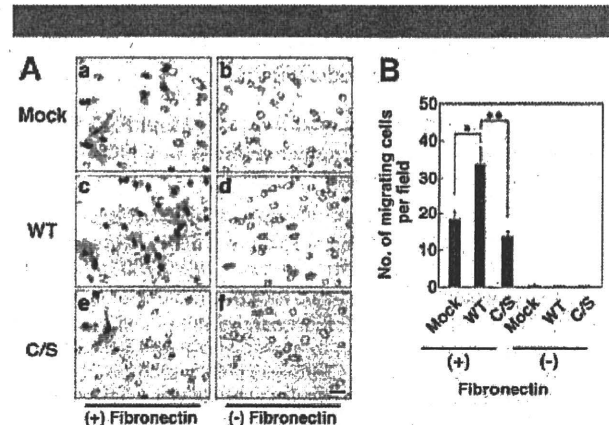 A
a
b
Mock
c
d
WT
e
f
C/S
(+) Fibronectin
(-) Fibronectin
B
No. of migrating cells
per field
50
40
30
20
10
0
*
**
Mock
WT
C/S
Mock
WT
C/S
(+)
(-)
Fibronectin